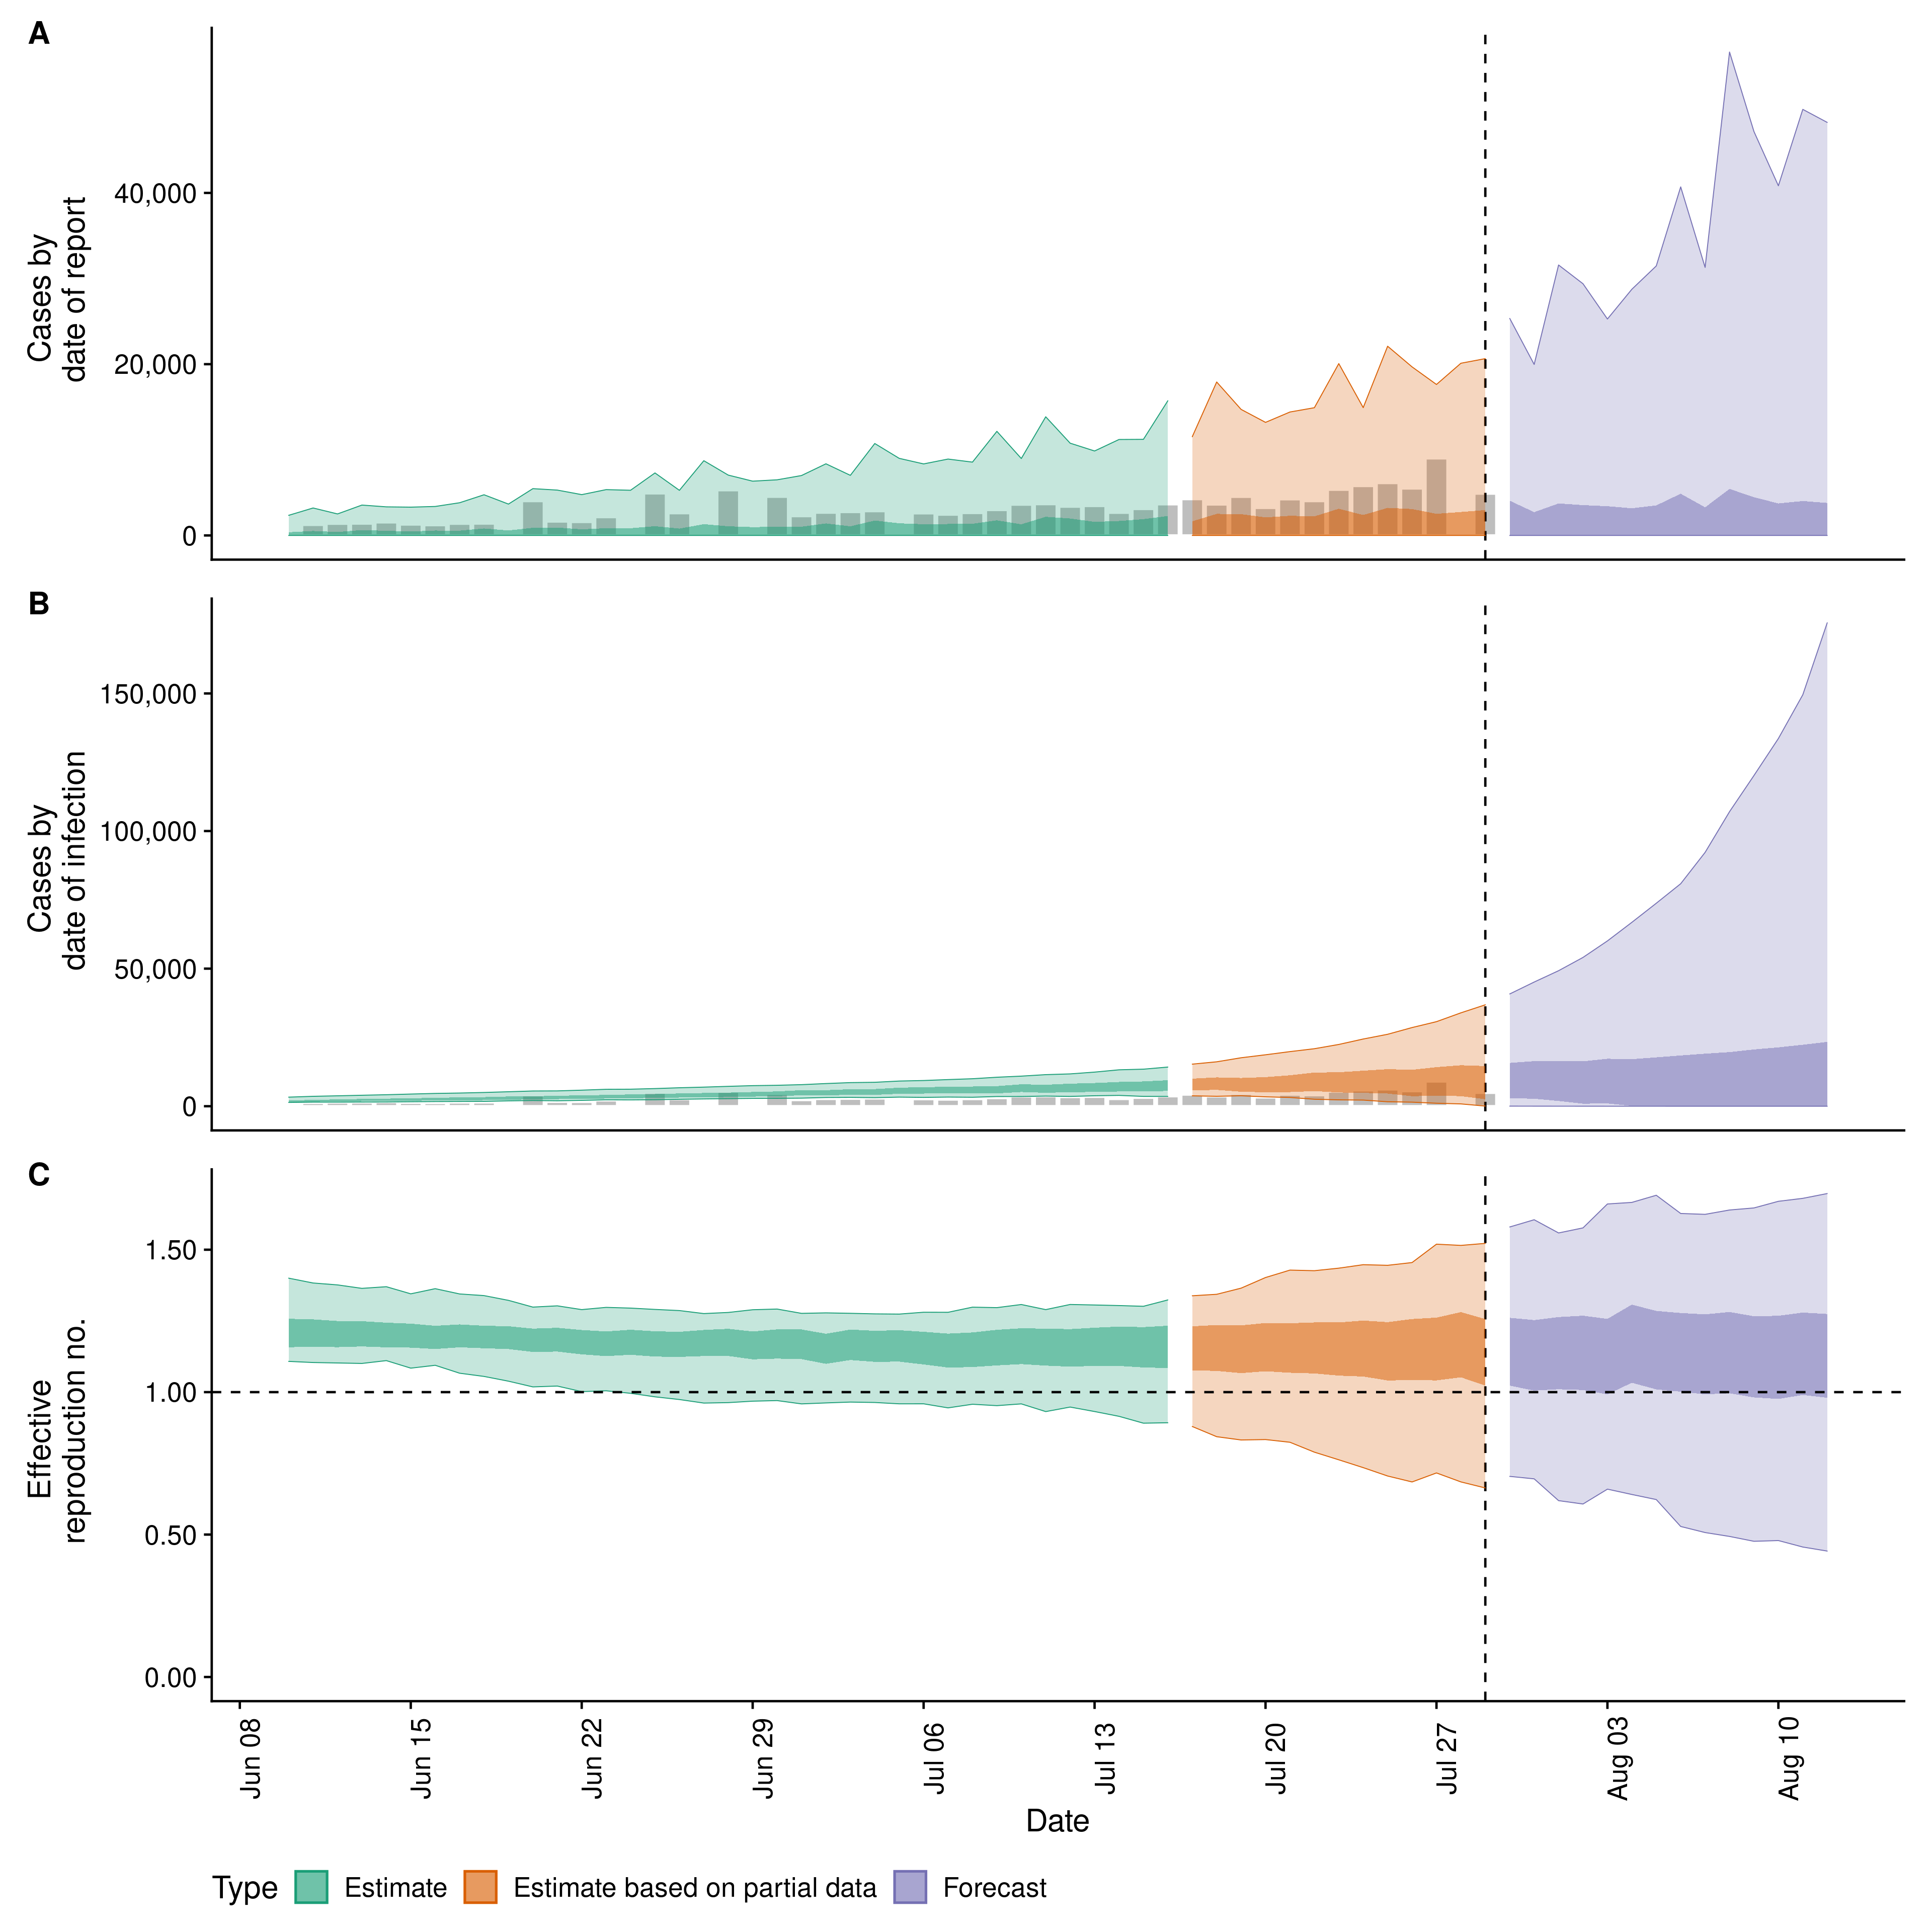 A
Cases by
date of report
40,000
20,000
0
B
Cases by
date of infection
150,000
100,000
50,000
0
C
Effective
reproduction no.
1.50
1.00
0.50
0.00
Jun 08
Jun 15
Jun 22
Jun 29
Jul 06
Jul 13
Jul 20
Jul 27
Aug 03
Aug 10
Date
Type
Estimate
Estimate based on partial data
Forecast